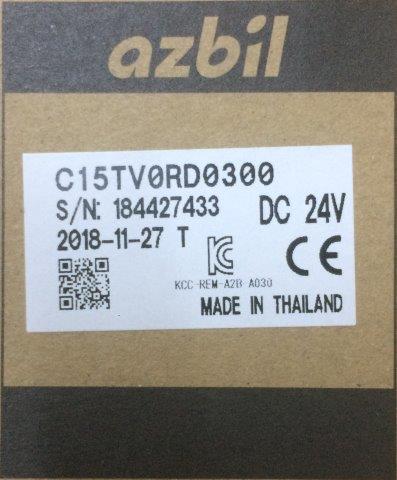 azbil
C15TV0RD0300
S/N: 184427433 DC 24V
2018-11-27 T
KCC-REM-A2B-A030
MADE IN THAILAND